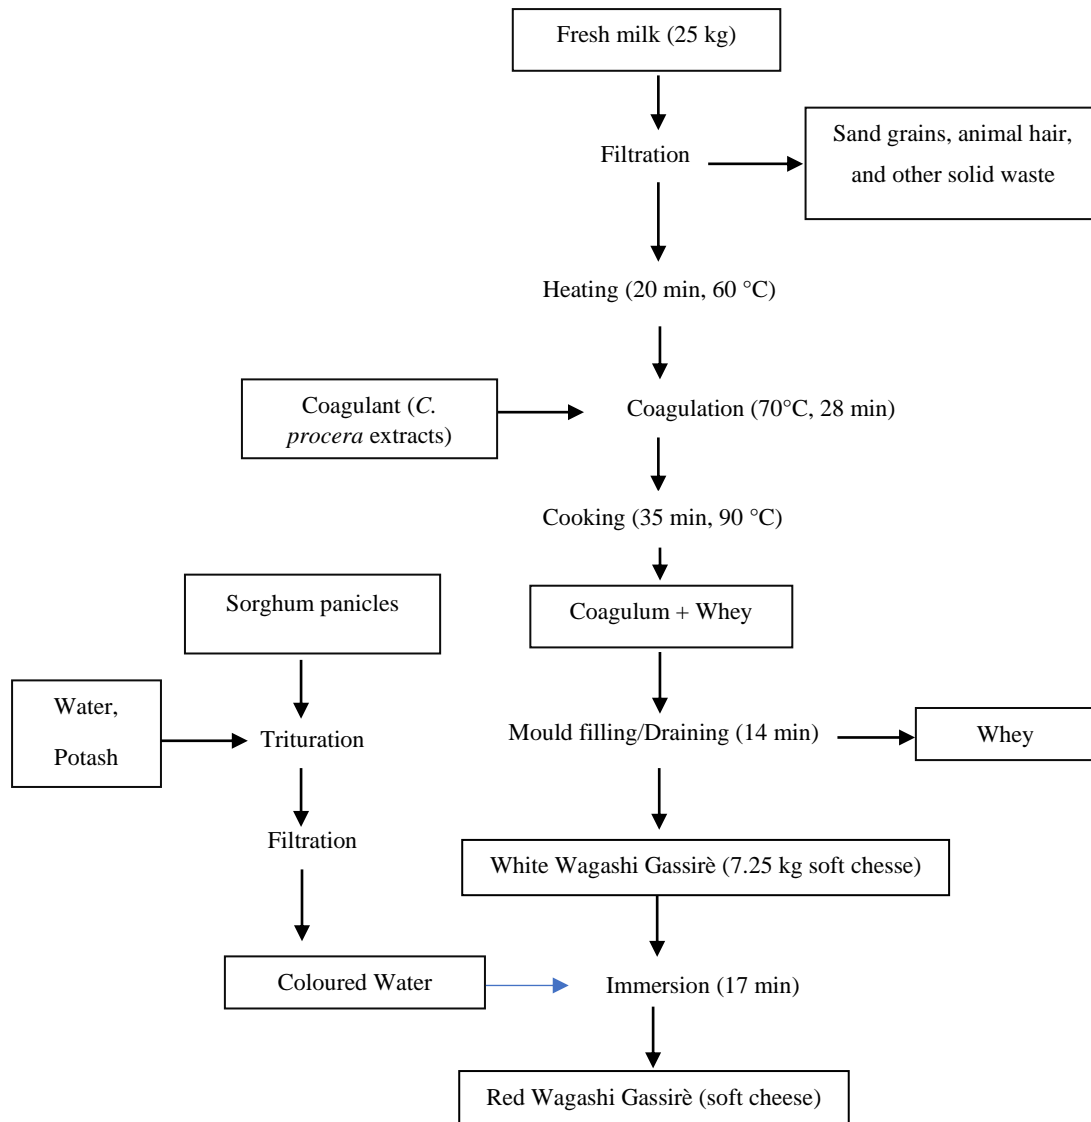 Fresh milk (25 kg)
Filtration
Sand grains, animal hair,
and other solid waste
Heating (20 min, 60 °C)
Coagulant (C.
procera extracts)
Coagulation (70°C, 28 min)
Cooking (35 min, 90 °C)
Sorghum panicles
Coagulum + Whey
Water,
Potash
Trituration
Mould filling/Draining (14 min)
Whey
Filtration
White Wagashi Gassirè (7.25 kg soft chesse)
Coloured Water
Immersion (17 min)
Red Wagashi Gassirè (soft cheese)